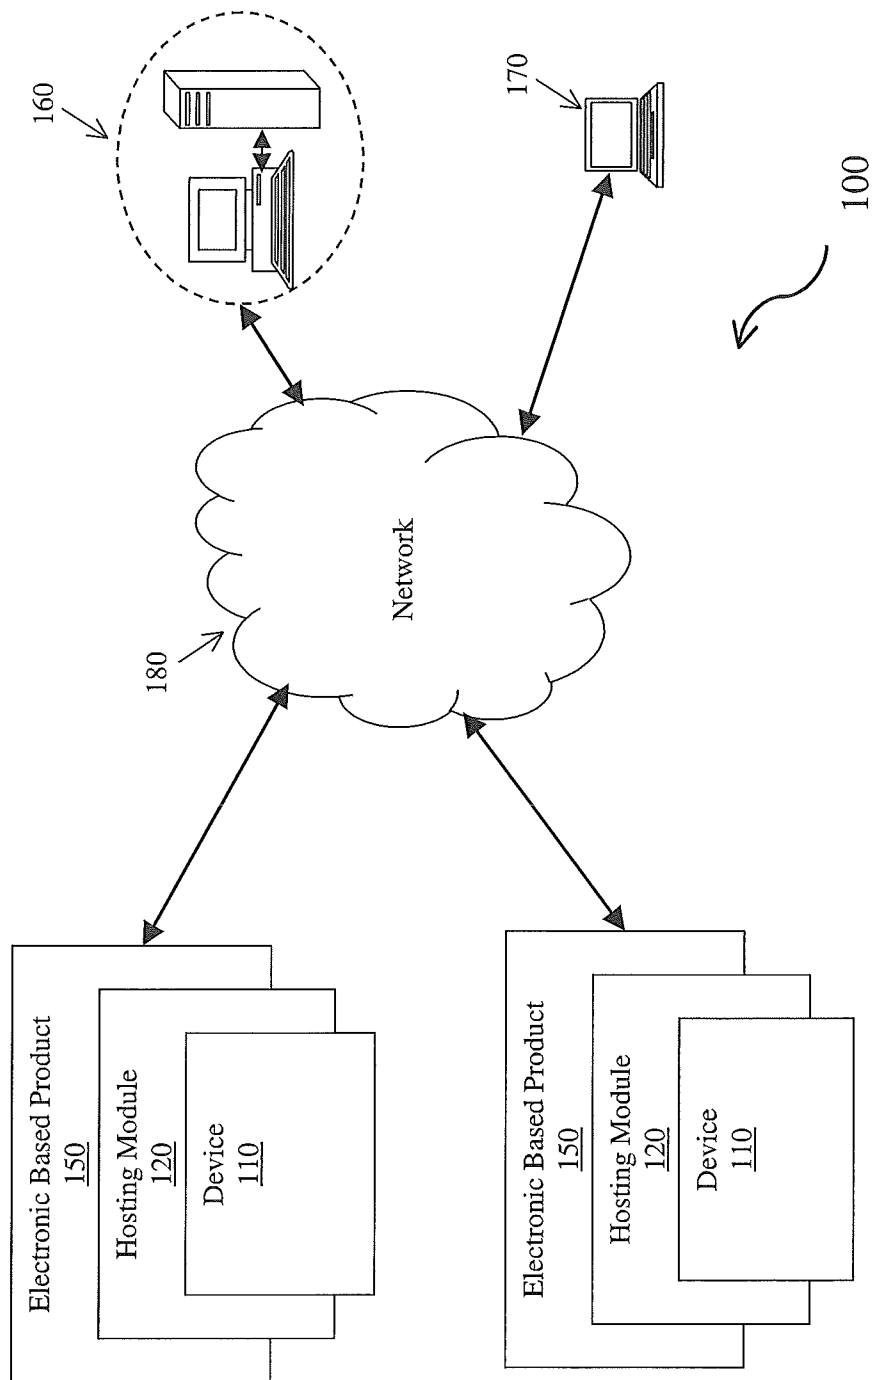 Electronic Based Product
150
Hosting Module
120
Device
110
Electronic Based Product
150
Hosting Module
120
Device
110
180
Network
160
170
100